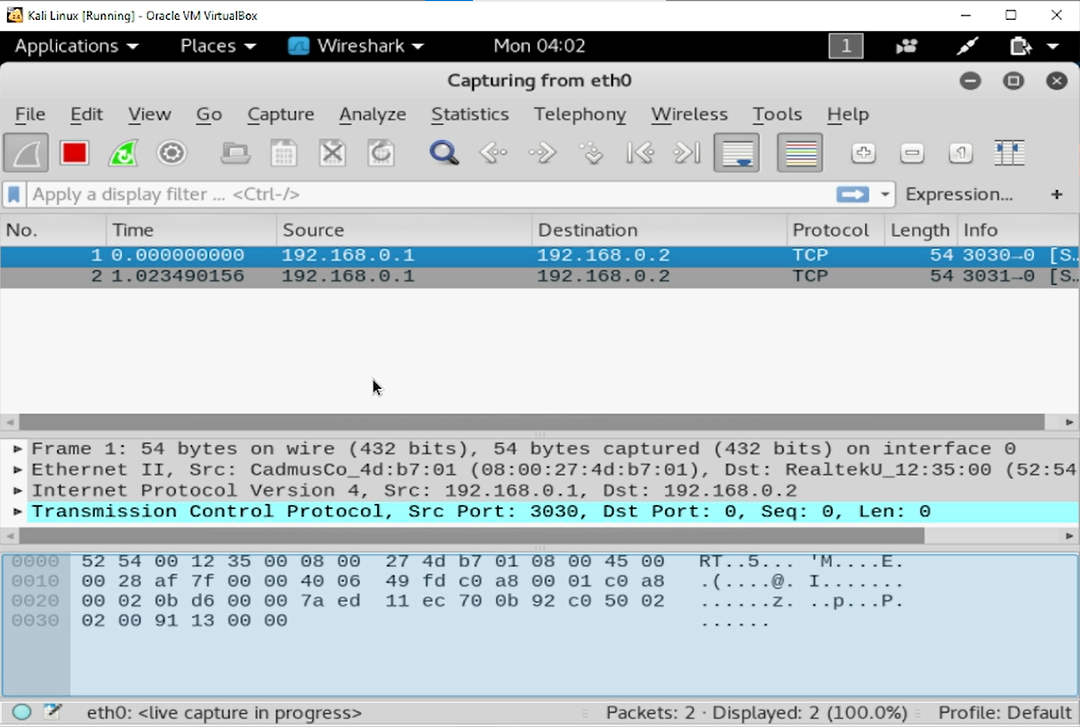 Kali Linux [Running] - Oracle VM VirtualBox
Applications Places Wireshark Mon 04:02 1
Capturing from eth0
File Edit View Go Capture Analyze Statistics Telephony Wireless Tools Help
Apply a display filter ... <Ctrl-/> Expression... +
No. Time Source Destination Protocol Length Info
1 0.000000000 192.168.0.1 192.168.0.2 TCP 54 3030→0 [S…
2 1.023490156 192.168.0.1 192.168.0.2 TCP 54 3031→0 [S…
Frame 1: 54 bytes on wire (432 bits), 54 bytes captured (432 bits) on interface 0
Ethernet II, Src: CadmusCo_4d:b7:01 (08:00:27:4d:b7:01), Dst: RealtekU_12:35:00 (52:54
Internet Protocol Version 4, Src: 192.168.0.1, Dst: 192.168.0.2
Transmission Control Protocol, Src Port: 3030, Dst Port: 0, Seq: 0, Len: 0
0000 52 54 00 12 35 00 08 00 27 4d b7 01 08 00 45 00 RT..5... 'M....E.
0010 00 28 af 7f 00 00 40 06 49 fd c0 a8 00 01 c0 a8 .(....@. I.......
0020 00 02 0b d6 00 00 7a ed 11 ec 70 0b 92 c0 50 02 ......z. ..p...P.
0030 02 00 91 13 00 00 ......
eth0: <live capture in progress> Packets: 2 · Displayed: 2 (100.0%) Profile: Default